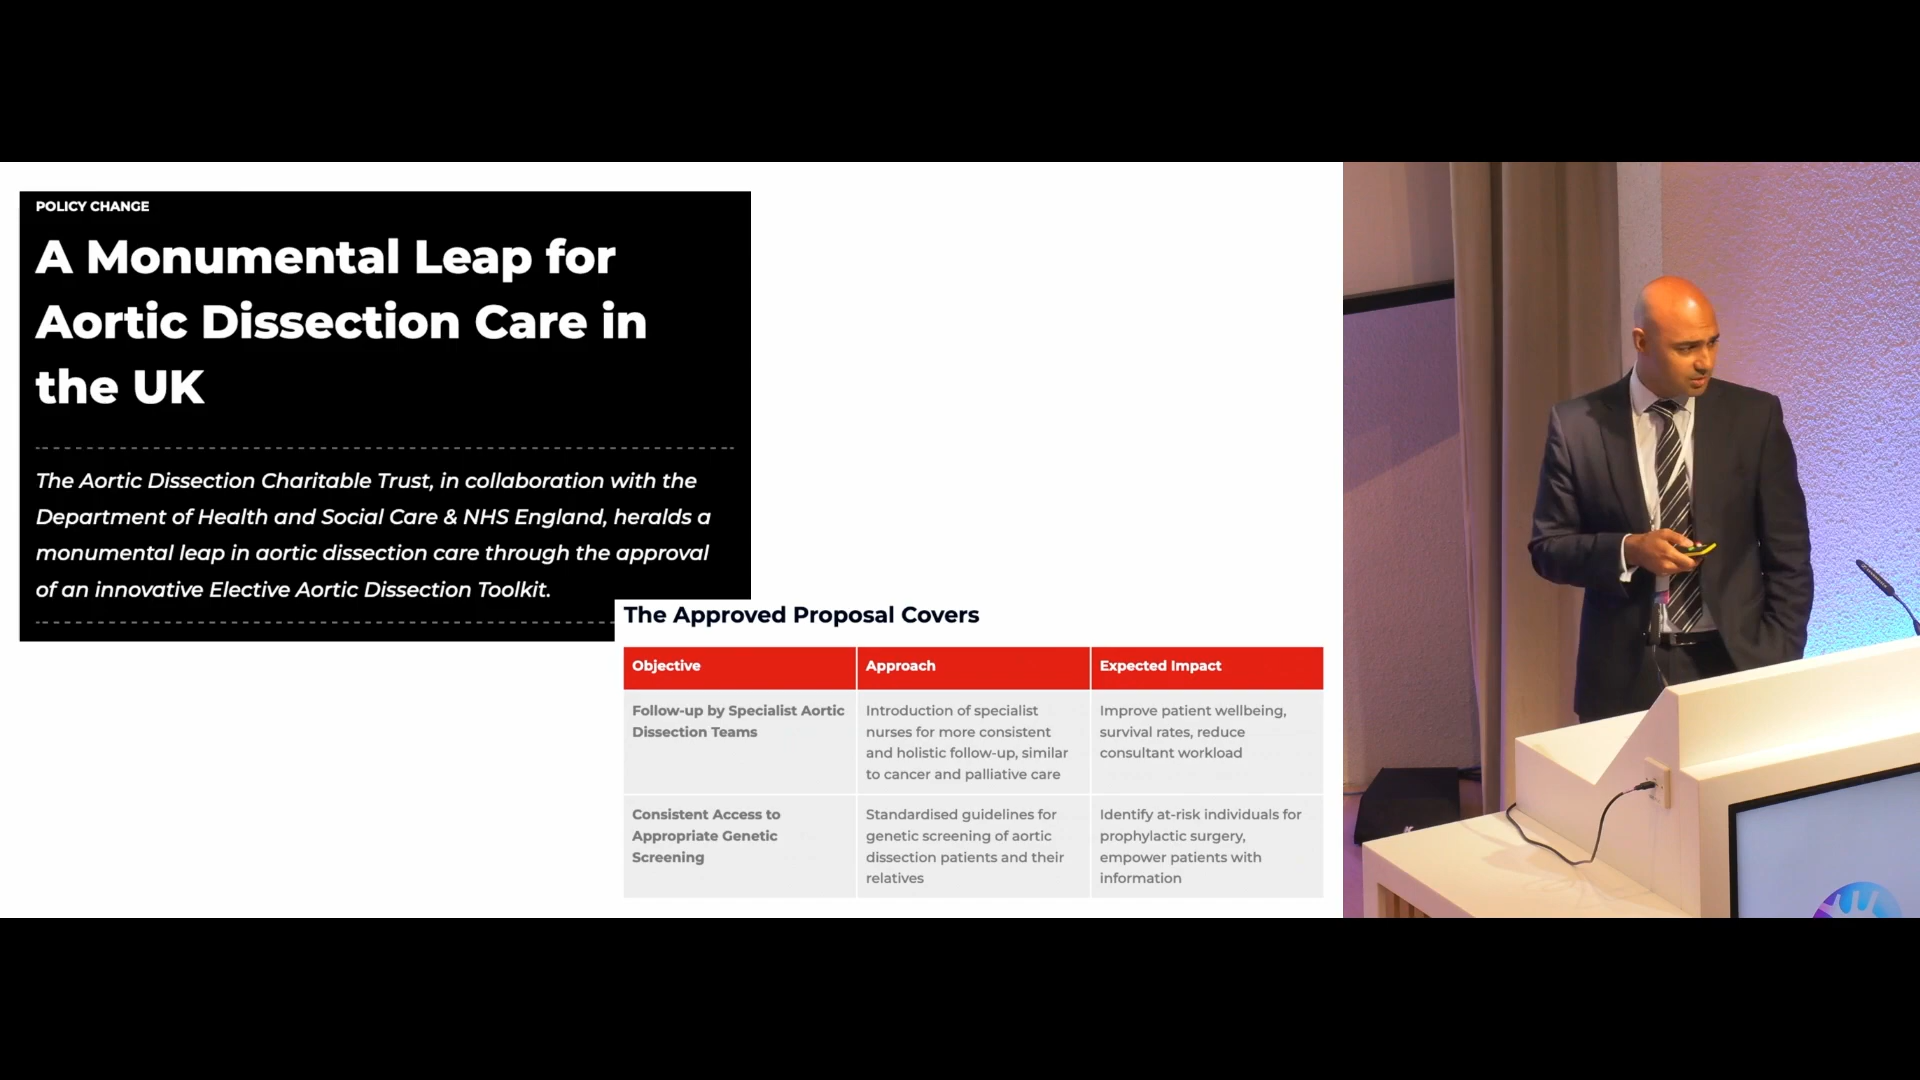 POLICY CHANGE
A Monumental Leap for
Aortic Dissection Care in
the UK
The Aortic Dissection Charitable Trust, in collaboration with the
Department of Health and Social Care & NHS England, heralds a
monumental leap in aortic dissection care through the approval
of an innovative Elective Aortic Dissection Toolkit.
The Approved Proposal Covers
Objective
Approach
Expected Impact
Follow-up by Specialist Aortic
Dissection Teams
Introduction of specialist
nurses for more consistent
and holistic follow-up, similar
to cancer and palliative care
Improve patient wellbeing,
survival rates, reduce
consultant workload
Consistent Access to
Appropriate Genetic
Screening
Standardised guidelines for
genetic screening of aortic
dissection patients and their
relatives
Identify at-risk individuals for
prophylactic surgery,
empower patients with
information